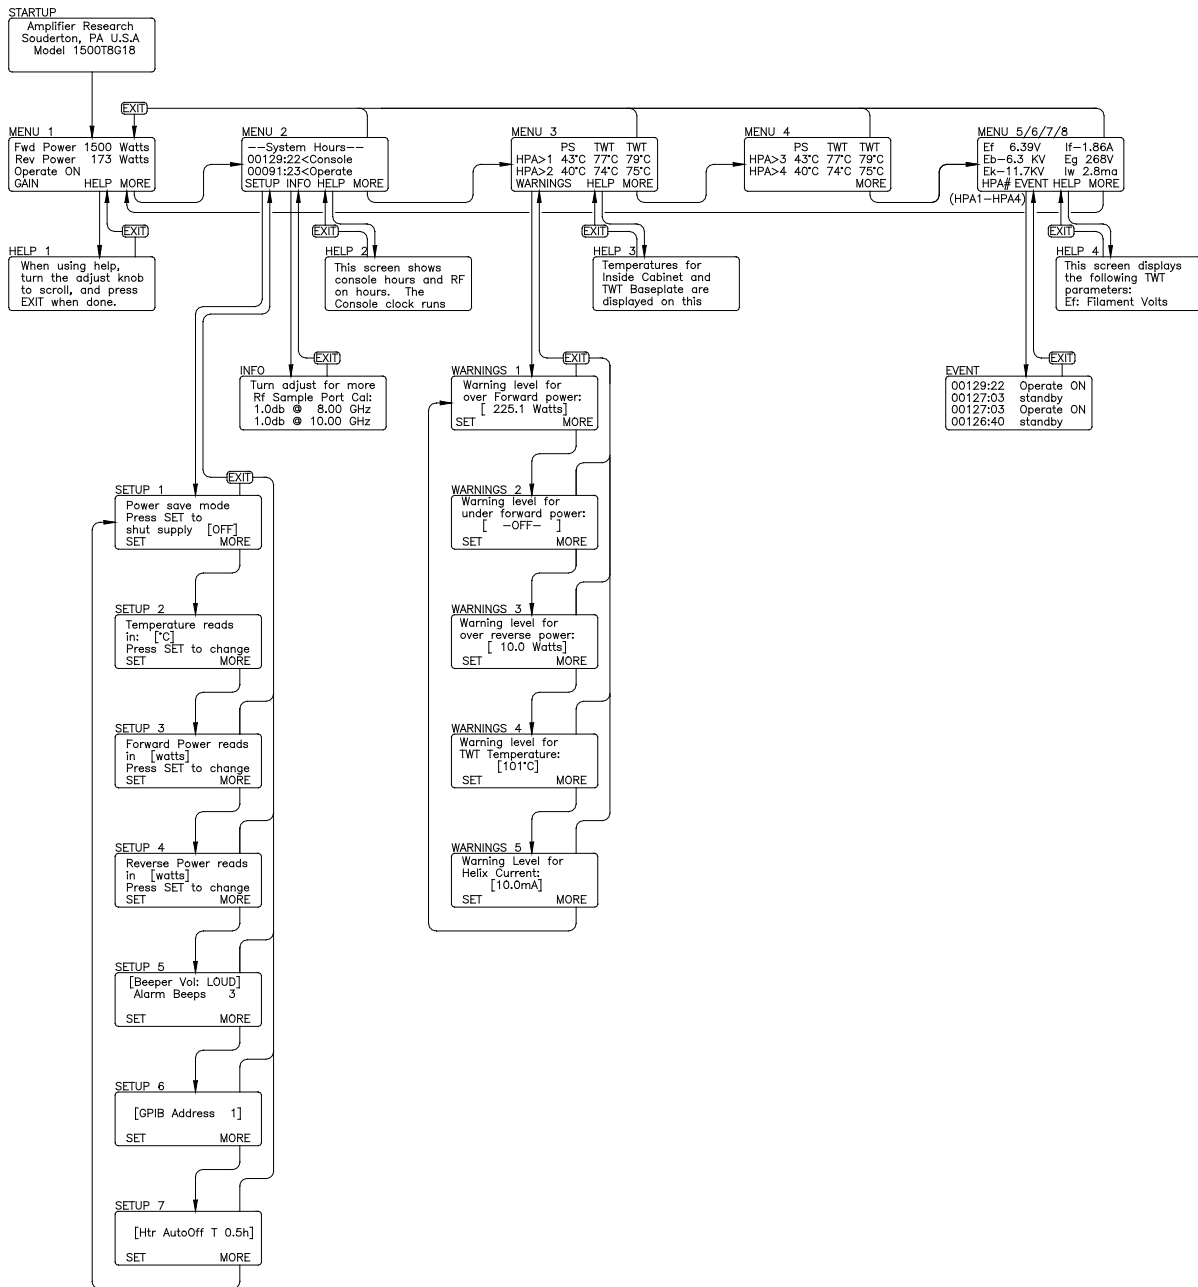 STARTUP
Amplifier Research
Souderton, PA U.S.A
Model 1500T8G18
EXIT
MENU 1
Fwd Power 1500 Watts
Rev Power 173 Watts
Operate ON
GAIN HELP MORE
MENU 2
--System Hours--
00129:22<Console
00091:23<Operate
SETUP INFO HELP MORE
MENU 3
PS TWT TWT
HPA>1 43°C 77°C 79°C
HPA>2 40°C 74°C 75°C
WARNINGS HELP MORE
MENU 4
PS TWT TWT
HPA>3 43°C 77°C 79°C
HPA>4 40°C 74°C 75°C
MORE
MENU 5/6/7/8
Ef 6.39V If-1.86A
Eb-6.3 KV Eg 268V
Ek-11.7KV Iw 2.8ma
HPA# EVENT HELP MORE
(HPA1-HPA4)
EXIT
EXIT
EXIT
EXIT
HELP 1
When using help,
turn the adjust knob
to scroll, and press
EXIT when done.
HELP 2
This screen shows
console hours and RF
on hours. The
Console clock runs
HELP 3
Temperatures for
Inside Cabinet and
TWT Baseplate are
displayed on this
HELP 4
This screen displays
the following TWT
parameters:
Ef: Filament Volts
EXIT
EXIT
EXIT
INFO
Turn adjust for more
Rf Sample Port Cal:
1.0db @ 8.00 GHz
1.0db @ 10.00 GHz
WARNINGS 1
Warning level for
over Forward power:
[ 225.1 Watts]
SET MORE
EVENT
00129:22 Operate ON
00127:03 standby
00127:03 Operate ON
00126:40 standby
EXIT
SETUP 1
Power save mode
Press SET to
shut supply [OFF]
SET MORE
WARNINGS 2
Warning level for
under forward power:
[ -OFF- ]
SET MORE
SETUP 2
Temperature reads
in: [°C]
Press SET to change
SET MORE
WARNINGS 3
Warning level for
over reverse power:
[ 10.0 Watts]
SET MORE
SETUP 3
Forward Power reads
in [watts]
Press SET to change
SET MORE
WARNINGS 4
Warning level for
TWT Temperature:
[101°C]
SET MORE
SETUP 4
Reverse Power reads
in [watts]
Press SET to change
SET MORE
WARNINGS 5
Warning Level for
Helix Current:
[10.0mA]
SET MORE
SETUP 5
[Beeper Vol: LOUD]
Alarm Beeps 3
SET MORE
SETUP 6
[GPIB Address 1]
SET MORE
SETUP 7
[Htr AutoOff T 0.5h]
SET MORE